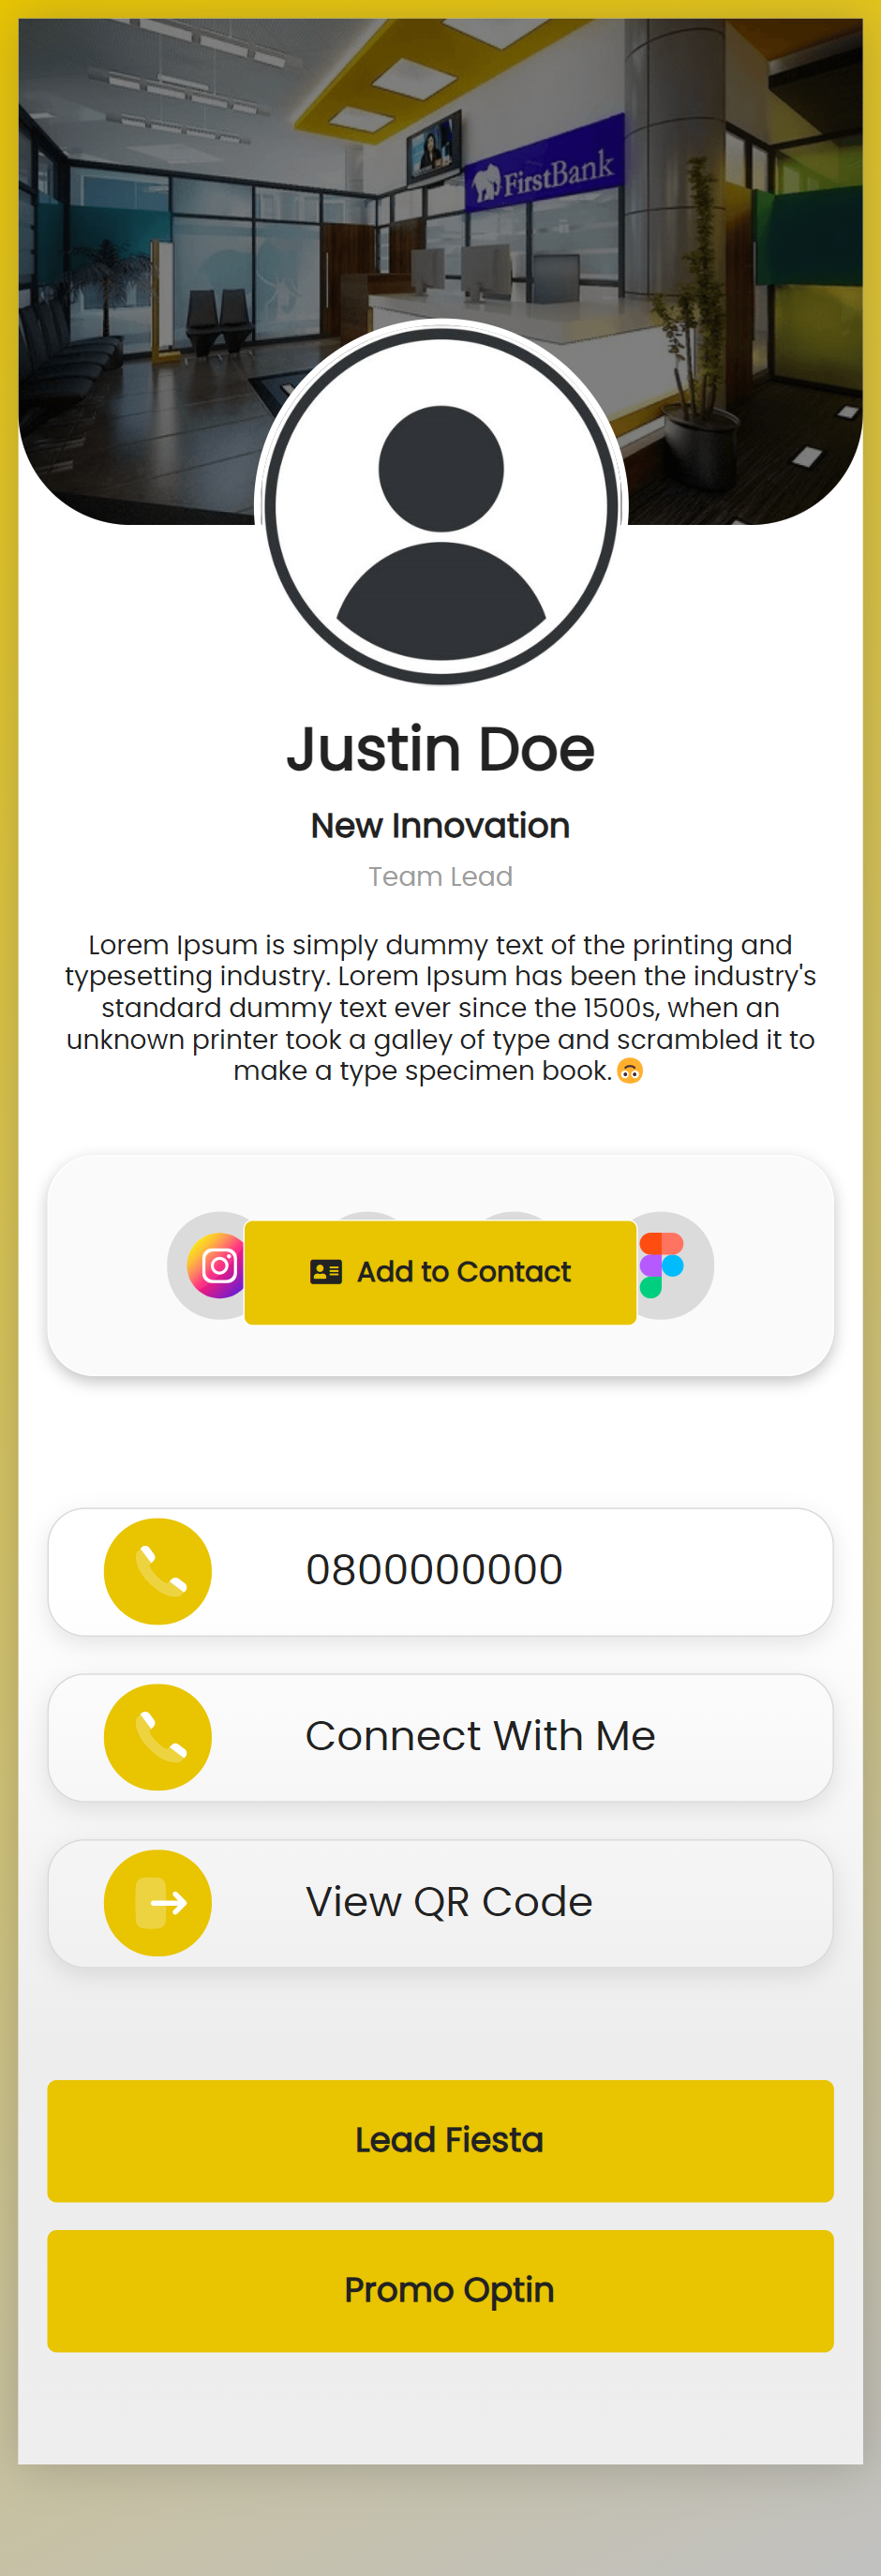 FirstBank
Justin Doe
New Innovation
Team Lead
Lorem Ipsum is simply dummy text of the printing and
typesetting industry. Lorem Ipsum has been the industry's
standard dummy text ever since the 1500s, when an
unknown printer took a galley of type and scrambled it to
make a type specimen book. 🙃
Add to Contact
0800000000
Connect With Me
View QR Code
Lead Fiesta
Promo Optin